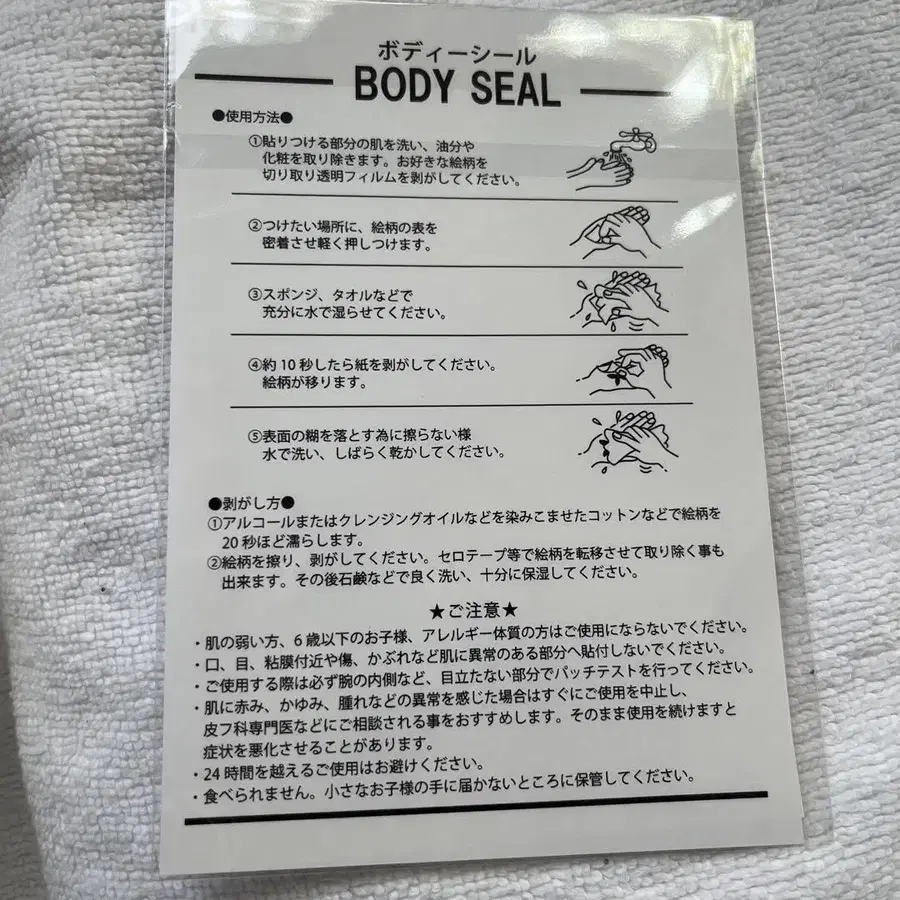 ボディーシール
BODY SEAL
●使用方法●
①貼りつける部分の肌を洗い、油分や
化粧を取り除きます。お好きな絵柄を
切り取り透明フィルムを剥がしてください。
②つけたい場所に、絵柄の表を
密着させ軽く押しつけます。
③スポンジ、タオルなどで
充分に水で湿らせてください。
④約10秒したら紙を剥がしてください。
絵柄が移ります。
⑤表面の糊を落とす為に擦らない様
水で洗い、しばらく乾かしてください。
●剥がし方●
①アルコールまたはクレンジングオイルなどを染みこませたコットンなどで絵柄を
20秒ほど濡らします。
②絵柄を擦り、剥がしてください。セロテープ等で絵柄を転移させて取り除く事も
出来ます。その後石鹸などで良く洗い、十分に保湿してください。
★ご注意★
・肌の弱い方、6歳以下のお子様、アレルギー体質の方はご使用にならないでください。
・口、目、粘膜付近や傷、かぶれなど肌に異常のある部分へ貼付しないでください。
・ご使用する際は必ず腕の内側など、目立たない部分でパッチテストを行ってください。
・肌に赤み、かゆみ、腫れなどの異常を感じた場合はすぐにご使用を中止し、
皮フ科専門医などにご相談される事をおすすめします。そのまま使用を続けますと
症状を悪化させることがあります。
・24時間を越えるご使用はお避けください。
・食べられません。小さなお子様の手に届かないところに保管してください。